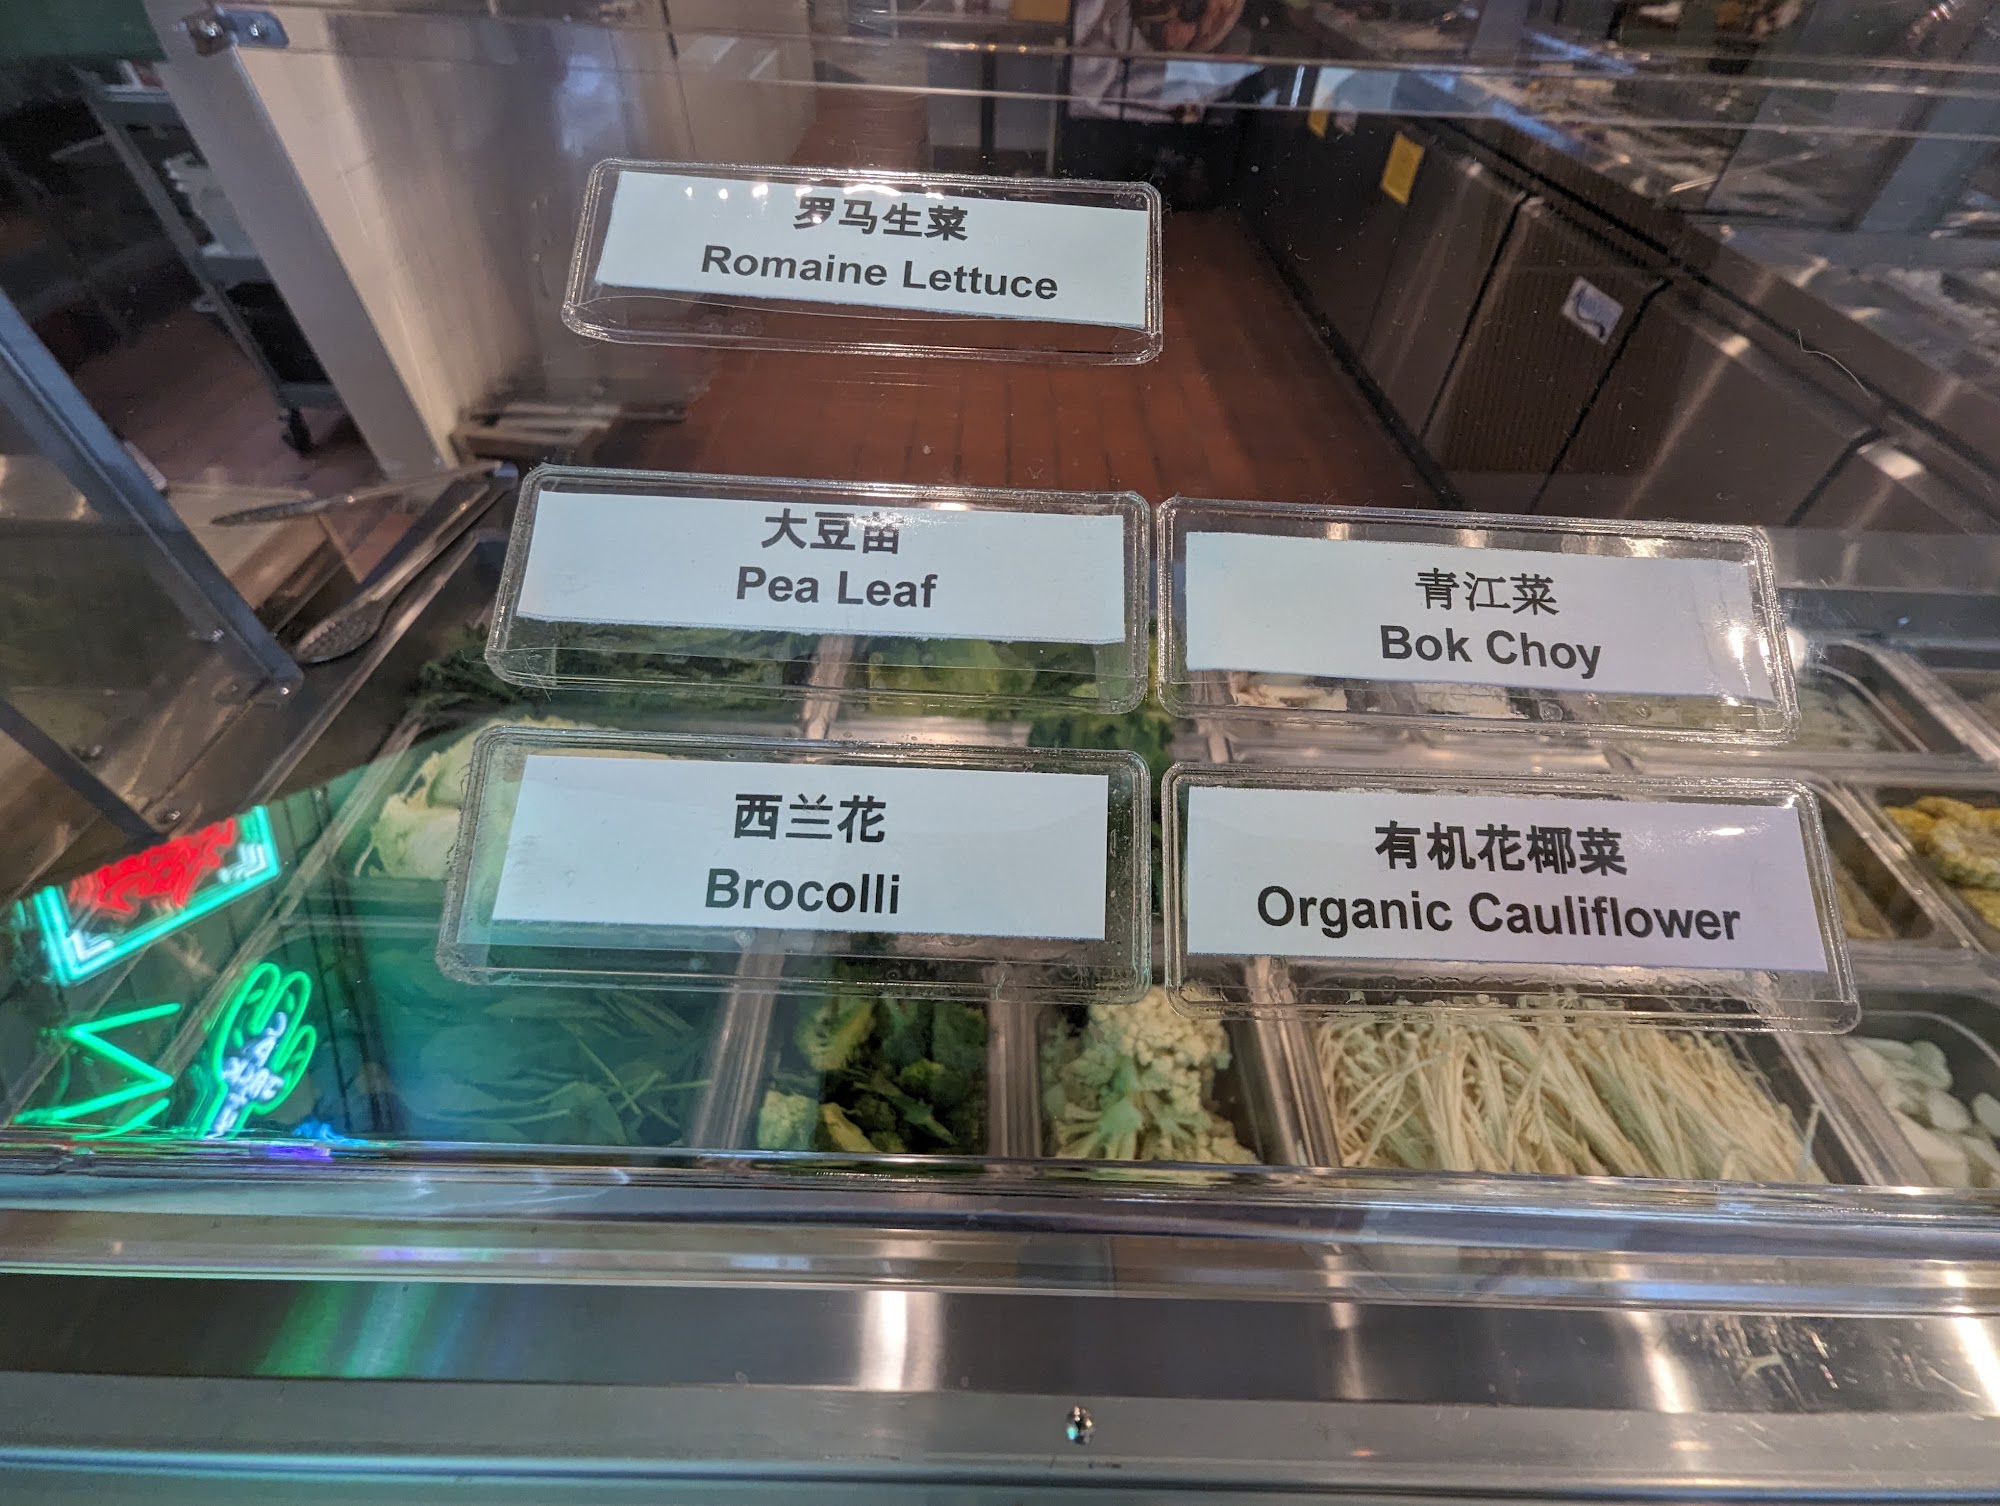 罗马生菜
Romaine Lettuce
大豆苗
Pea Leaf
青江菜
Bok Choy
西兰花
Brocolli
有机花椰菜
Organic Cauliflower